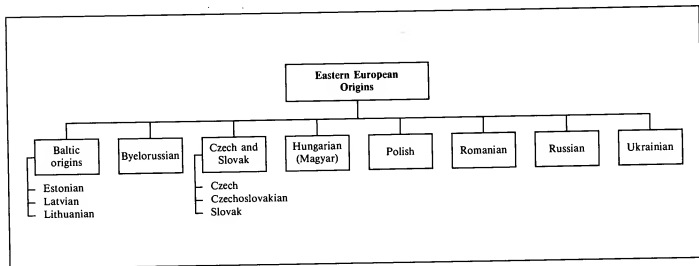 Eastern European
Origins
Baltic
origins
Byelorussian
Czech and
Slovak
Hungarian
(Magyar)
Polish
Romanian
Russian
Ukrainian
Estonian
Latvian
Lithuanian
Czech
Czechoslovakian
Slovak